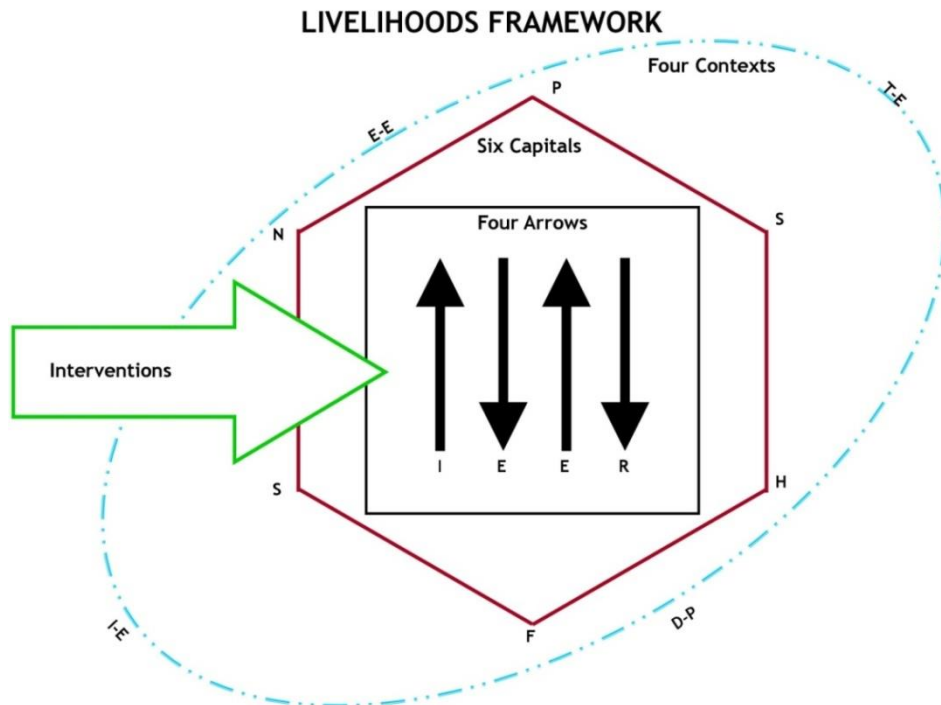 LIVELIHOODS FRAMEWORK
Four Contexts
P
T-E
E-E
Six Capitals
N
Four Arrows
S
Interventions
I E E R
S
H
D-P
I-E
F